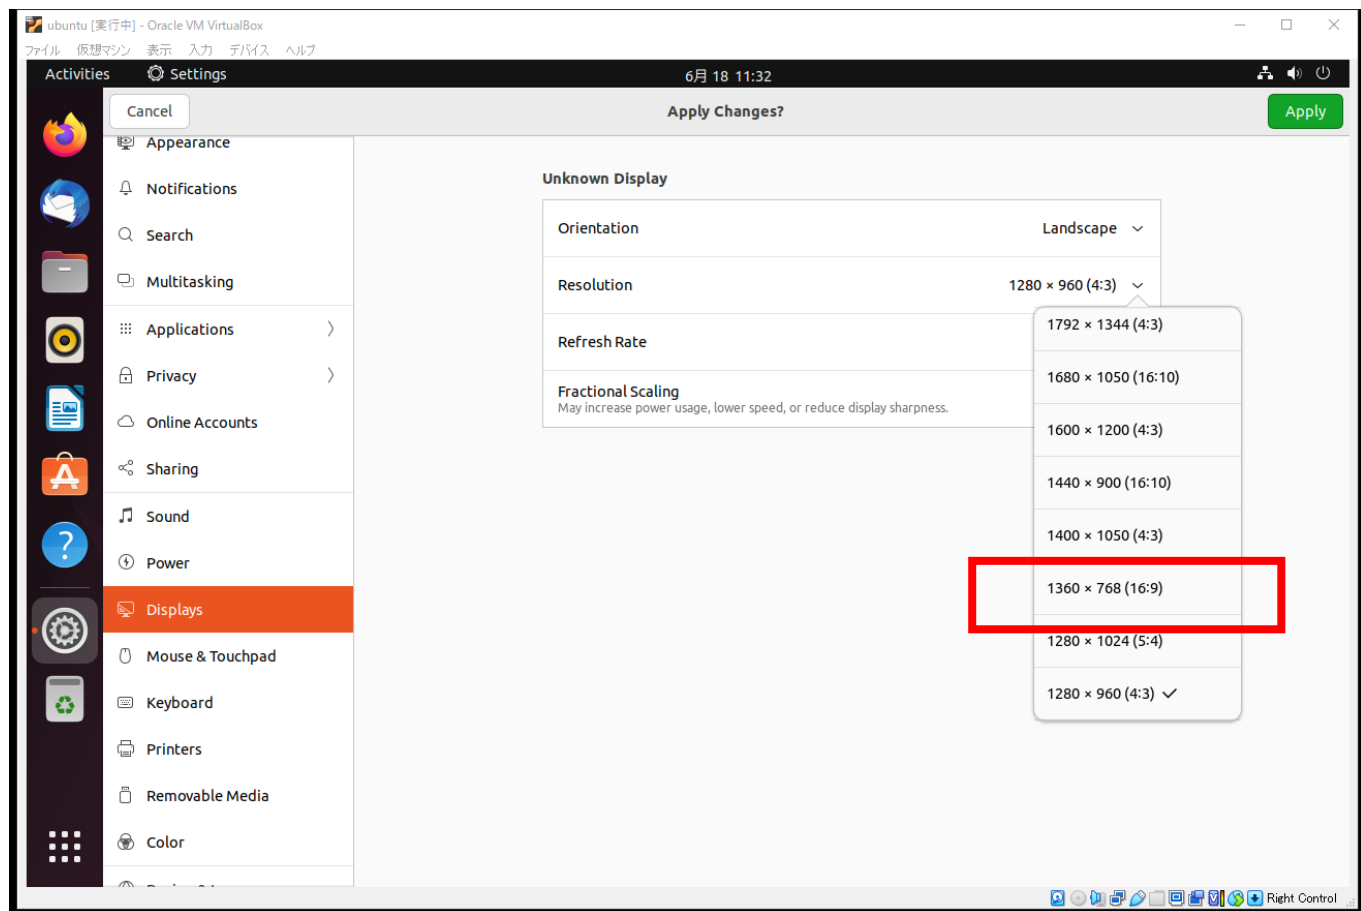 ubuntu [実行中] - Oracle VM VirtualBox
ファイル 仮想マシン 表示 入力 デバイス ヘルプ
Activities Settings 6月 18 11:32
Cancel Apply Changes? Apply
Appearance
Notifications
Search
Multitasking
Applications
Privacy
Online Accounts
Sharing
Sound
Power
Displays
Mouse & Touchpad
Keyboard
Printers
Removable Media
Color
Unknown Display
Orientation Landscape
Resolution 1280 × 960 (4:3)
Refresh Rate
Fractional Scaling
May increase power usage, lower speed, or reduce display sharpness.
1792 × 1344 (4:3)
1680 × 1050 (16:10)
1600 × 1200 (4:3)
1440 × 900 (16:10)
1400 × 1050 (4:3)
1360 × 768 (16:9)
1280 × 1024 (5:4)
1280 × 960 (4:3)
Right Control